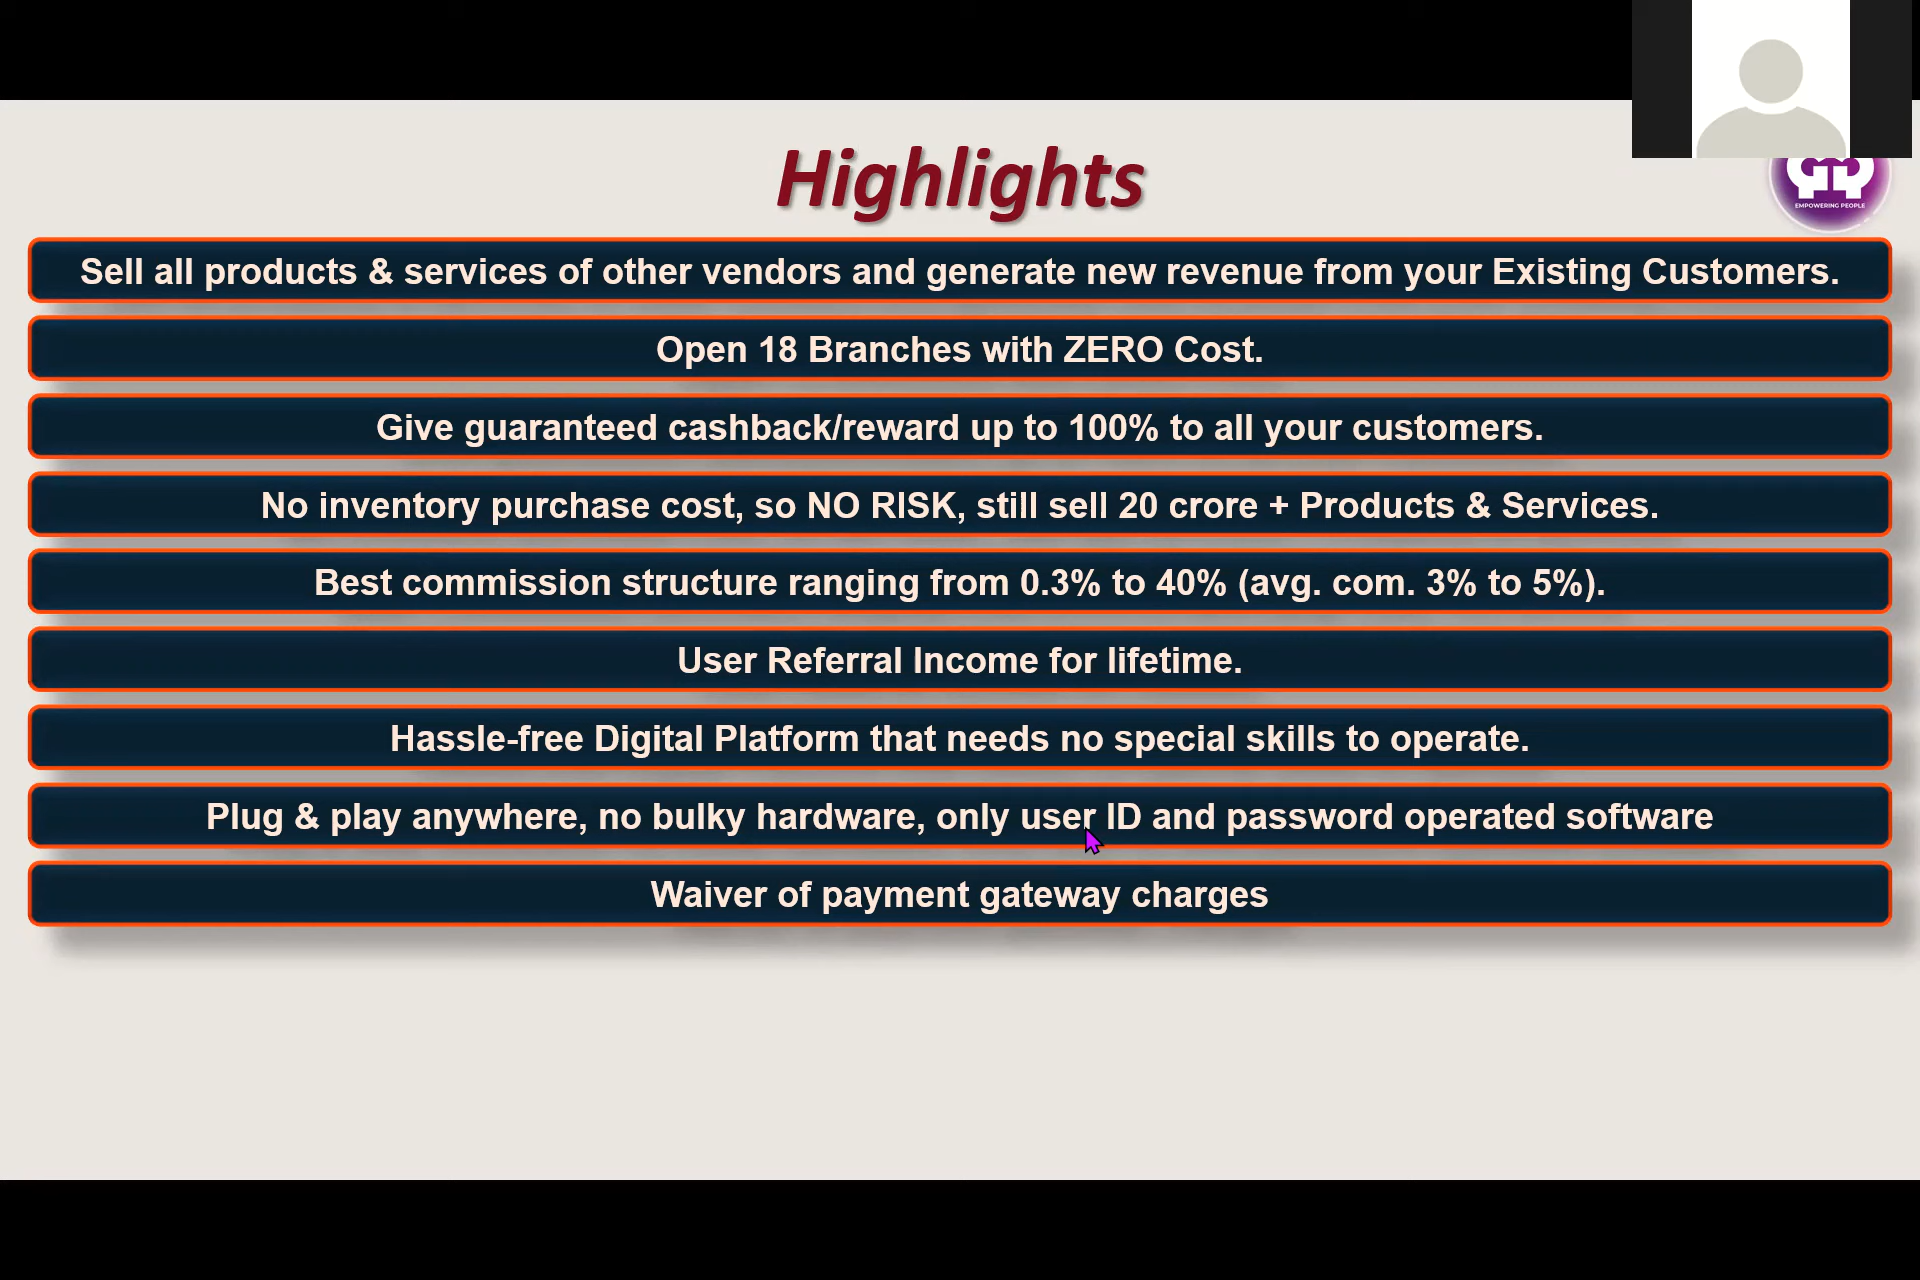 Highlights
EMPOWERING PEOPLE
Sell all products & services of other vendors and generate new revenue from your Existing Customers.
Open 18 Branches with ZERO Cost.
Give guaranteed cashback/reward up to 100% to all your customers.
No inventory purchase cost, so NO RISK, still sell 20 crore + Products & Services.
Best commission structure ranging from 0.3% to 40% (avg. com. 3% to 5%).
User Referral Income for lifetime.
Hassle-free Digital Platform that needs no special skills to operate.
Plug & play anywhere, no bulky hardware, only user ID and password operated software
Waiver of payment gateway charges